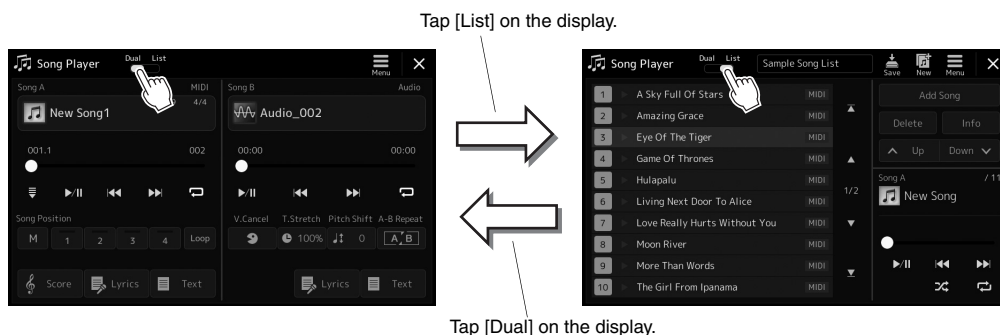 Tap [List] on the display.
Song Player
Dual List
Menu
Song A
MIDI
4/4
New Song1
Song B
Audio
Audio_002
001.1
002
00:00
00:00
Song Position
M 1 2 3 4 Loop
V.Cancel T.Stretch Pitch Shift A-B Repeat
100% 0 A B
Score Lyrics Text
Lyrics Text
Song Player
Dual List
Sample Song List
Save New Menu
1 A Sky Full Of Stars MIDI
2 Amazing Grace MIDI
3 Eye Of The Tiger MIDI
4 Game Of Thrones MIDI
5 Hulapalu MIDI
6 Living Next Door To Alice MIDI
7 Love Really Hurts Without You MIDI
8 Moon River MIDI
9 More Than Words MIDI
10 The Girl From Ipanama MIDI
1/2
Add Song
Delete Info
Up Down
Song A
New Song
Tap [Dual] on the display.